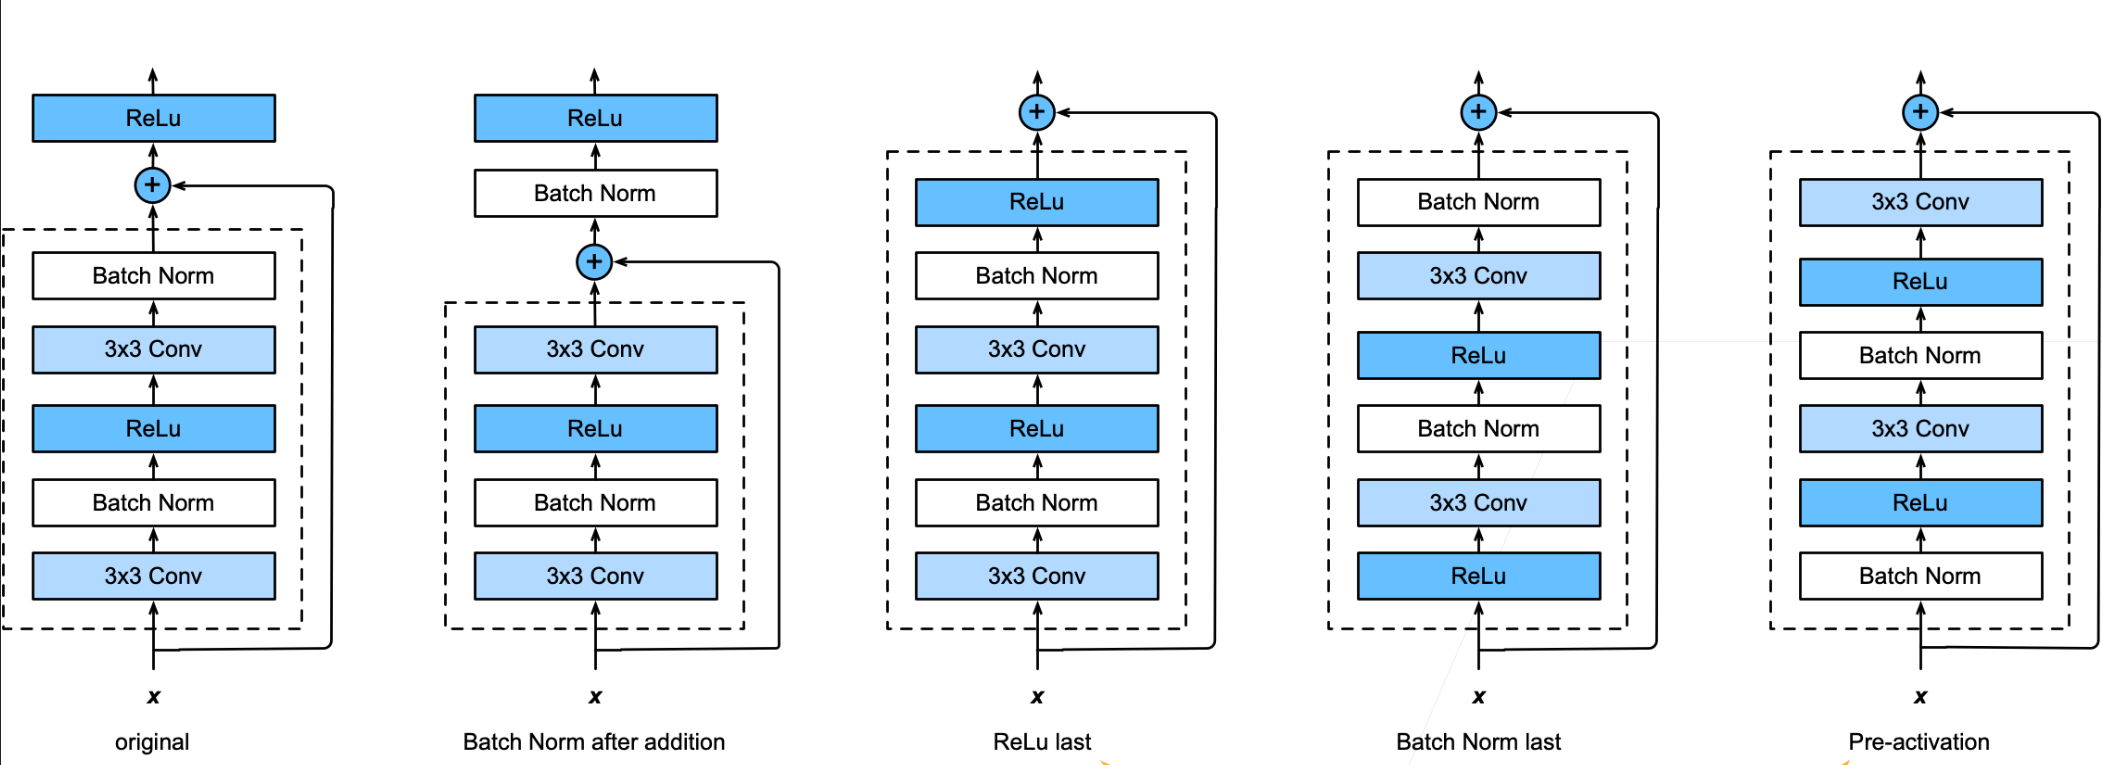 ReLu
+
Batch Norm
3x3 Conv
ReLu
Batch Norm
3x3 Conv
x
original
ReLu
Batch Norm
+
3x3 Conv
ReLu
Batch Norm
3x3 Conv
x
Batch Norm after addition
+
ReLu
Batch Norm
3x3 Conv
ReLu
Batch Norm
3x3 Conv
x
ReLu last
+
Batch Norm
3x3 Conv
ReLu
Batch Norm
3x3 Conv
ReLu
x
Batch Norm last
+
3x3 Conv
ReLu
Batch Norm
3x3 Conv
ReLu
Batch Norm
x
Pre-activation